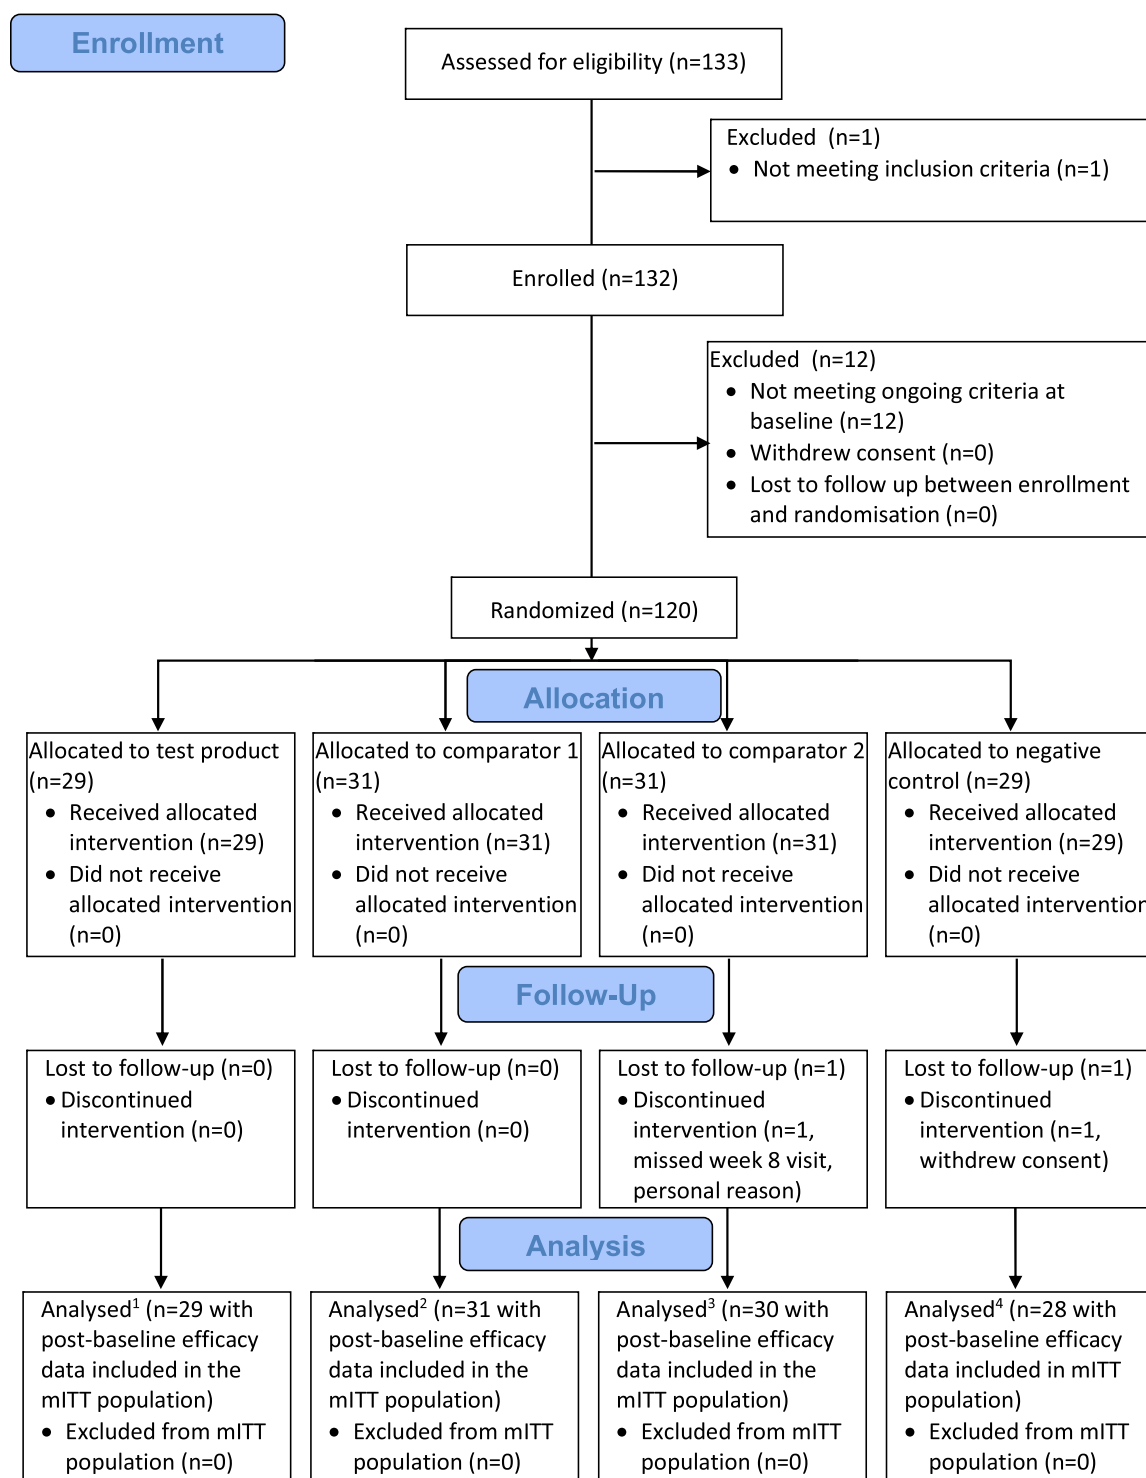 Enrollment
Assessed for eligibility (n=133)
Excluded  (n=1)
• Not meeting inclusion criteria (n=1)
Enrolled (n=132)
Excluded  (n=12)
• Not meeting ongoing criteria at
baseline (n=12)
• Withdrew consent (n=0)
• Lost to follow up between enrollment
and randomisation (n=0)
Randomized (n=120)
Allocation
Allocated to test product
(n=29)
• Received allocated
intervention (n=29)
• Did not receive
allocated intervention
(n=0)
Allocated to comparator 1
(n=31)
• Received allocated
intervention (n=31)
• Did not receive
allocated intervention
(n=0)
Allocated to comparator 2
(n=31)
• Received allocated
intervention (n=31)
• Did not receive
allocated intervention
(n=0)
Allocated to negative
control (n=29)
• Received allocated
intervention (n=29)
• Did not receive
allocated intervention
(n=0)
Follow-Up
Lost to follow-up (n=0)
• Discontinued
intervention (n=0)
Lost to follow-up (n=0)
• Discontinued
intervention (n=0)
Lost to follow-up (n=1)
• Discontinued
intervention (n=1,
missed week 8 visit,
personal reason)
Lost to follow-up (n=1)
• Discontinued
intervention (n=1,
withdrew consent)
Analysis
Analysed¹ (n=29 with
post-baseline efficacy
data included in the
mITT population)
• Excluded from mITT
population (n=0)
Analysed² (n=31 with
post-baseline efficacy
data included in the
mITT population)
• Excluded from mITT
population (n=0)
Analysed³ (n=30 with
post-baseline efficacy
data included in the
mITT population)
• Excluded from mITT
population (n=0)
Analysed⁴ (n=28 with
post-baseline efficacy
data included in mITT
population)
• Excluded from mITT
population (n=0)